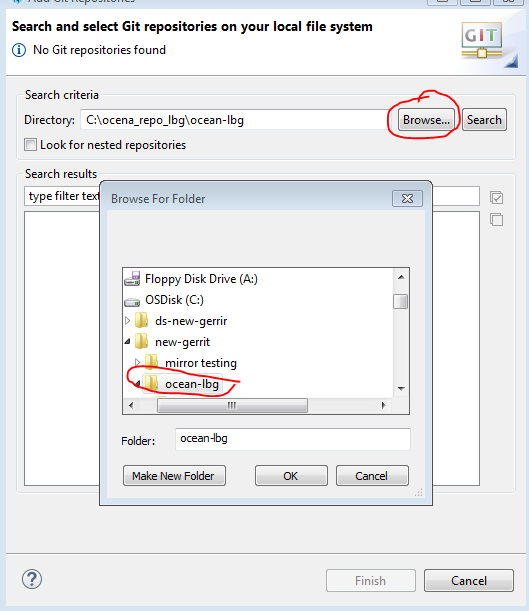 Add Git Repositories
Search and select Git repositories on your local file system
No Git repositories found
GIT
Search criteria
Directory: C:\ocena_repo_lbg\ocean-lbg Browse... Search
Look for nested repositories
Search results
type filter text
Browse For Folder
Floppy Disk Drive (A:)
OSDisk (C:)
ds-new-gerrir
new-gerrit
mirror testing
ocean-lbg
Folder: ocean-lbg
Make New Folder OK Cancel
Finish Cancel